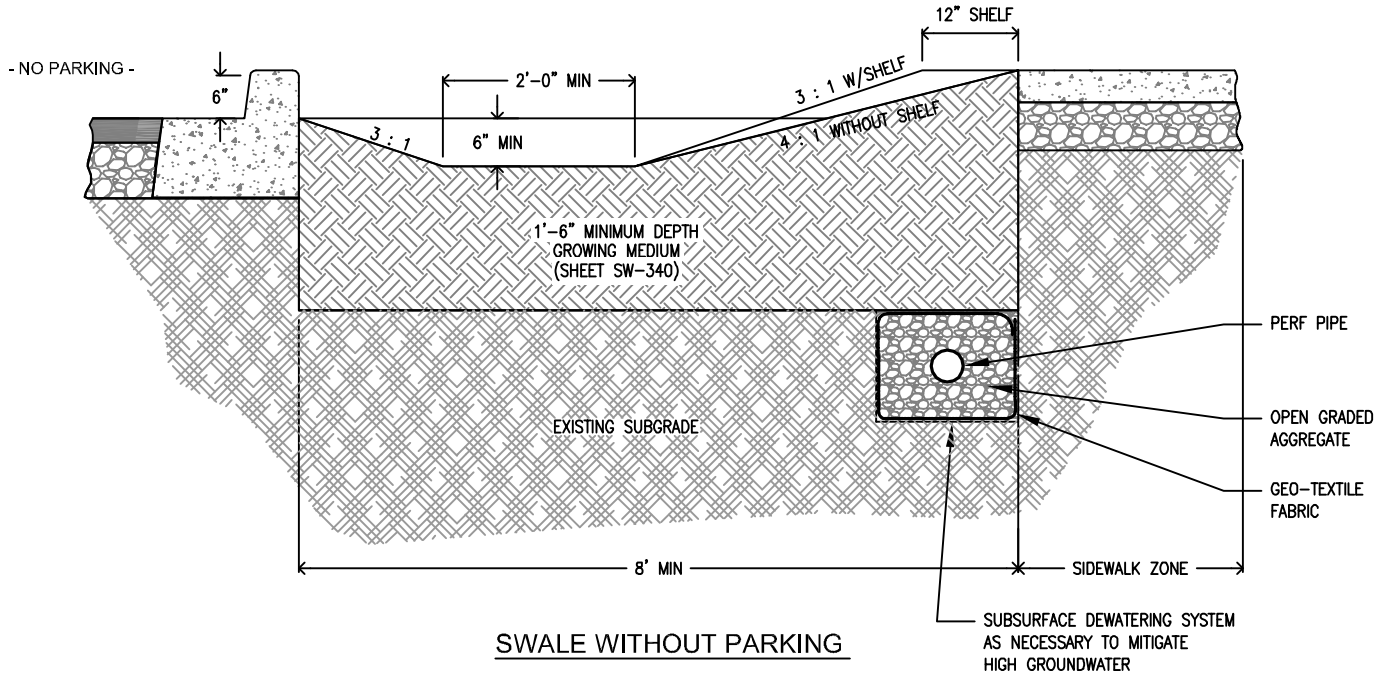 12" SHELF
- NO PARKING -
6"
2'-0" MIN
3 : 1 W/SHELF
3 : 1
6" MIN
4 : 1 WITHOUT SHELF
1'-6" MINIMUM DEPTH
GROWING MEDIUM
(SHEET SW-340)
PERF PIPE
EXISTING SUBGRADE
OPEN GRADED
AGGREGATE
GEO-TEXTILE
FABRIC
8' MIN
SIDEWALK ZONE
SUBSURFACE DEWATERING SYSTEM
AS NECESSARY TO MITIGATE
HIGH GROUNDWATER
SWALE WITHOUT PARKING